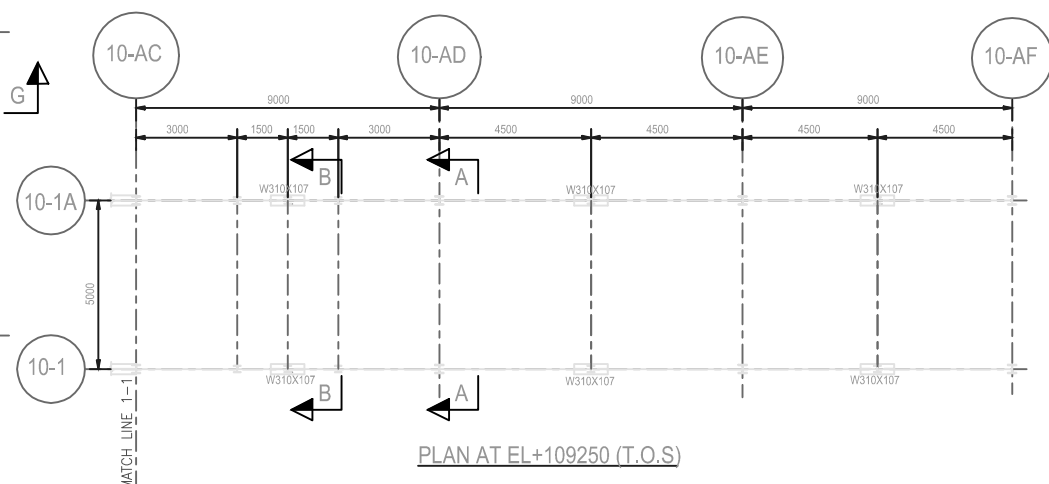 10-AC
10-AD
10-AE
10-AF
G
9000
9000
9000
3000
1500
1500
3000
4500
4500
4500
4500
B
A
10-1A
W310X107
W310X107
W310X107
5000
10-1
W310X107
W310X107
W310X107
B
A
MATCH LINE 1-1
PLAN AT EL+109250 (T.O.S)